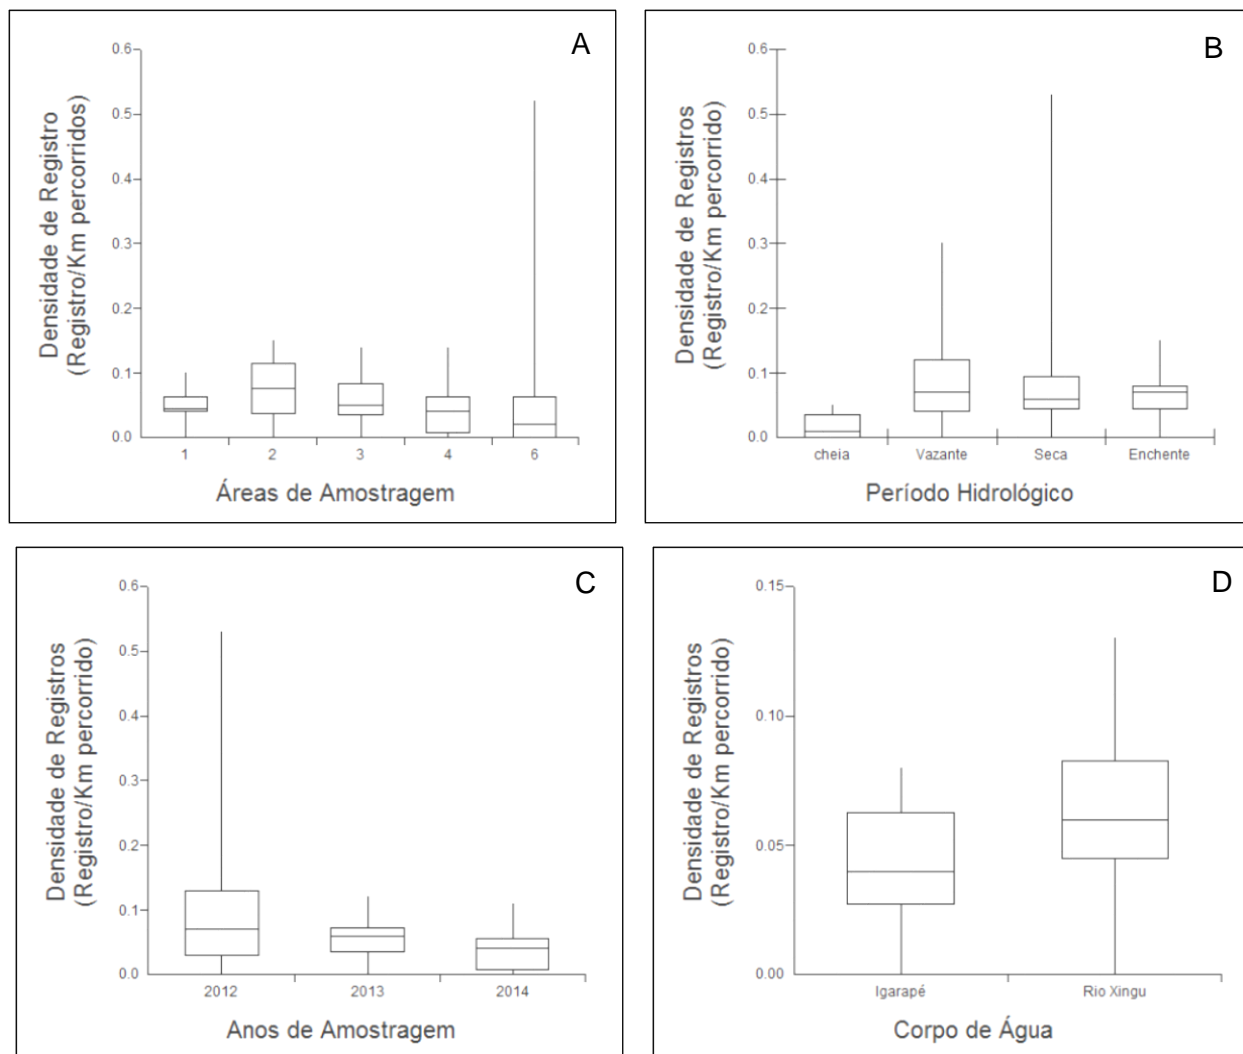 A
Densidade de Registro
(Registro/Km percorridos)
0.6
0.5
0.4
0.3
0.2
0.1
0.0
1 2 3 4 6
Áreas de Amostragem
B
Densidade de Registros
(Registro/Km percorrido)
0.6
0.5
0.4
0.3
0.2
0.1
0.0
cheia Vazante Seca Enchente
Período Hidrológico
C
Densidade de Registros
(Registro/Km percorrido)
0.6
0.5
0.4
0.3
0.2
0.1
0.0
2012 2013 2014
Anos de Amostragem
D
Densidade de Registros
(Registro/Km percorrido)
0.15
0.10
0.05
0.00
Igarapé Rio Xingu
Corpo de Água